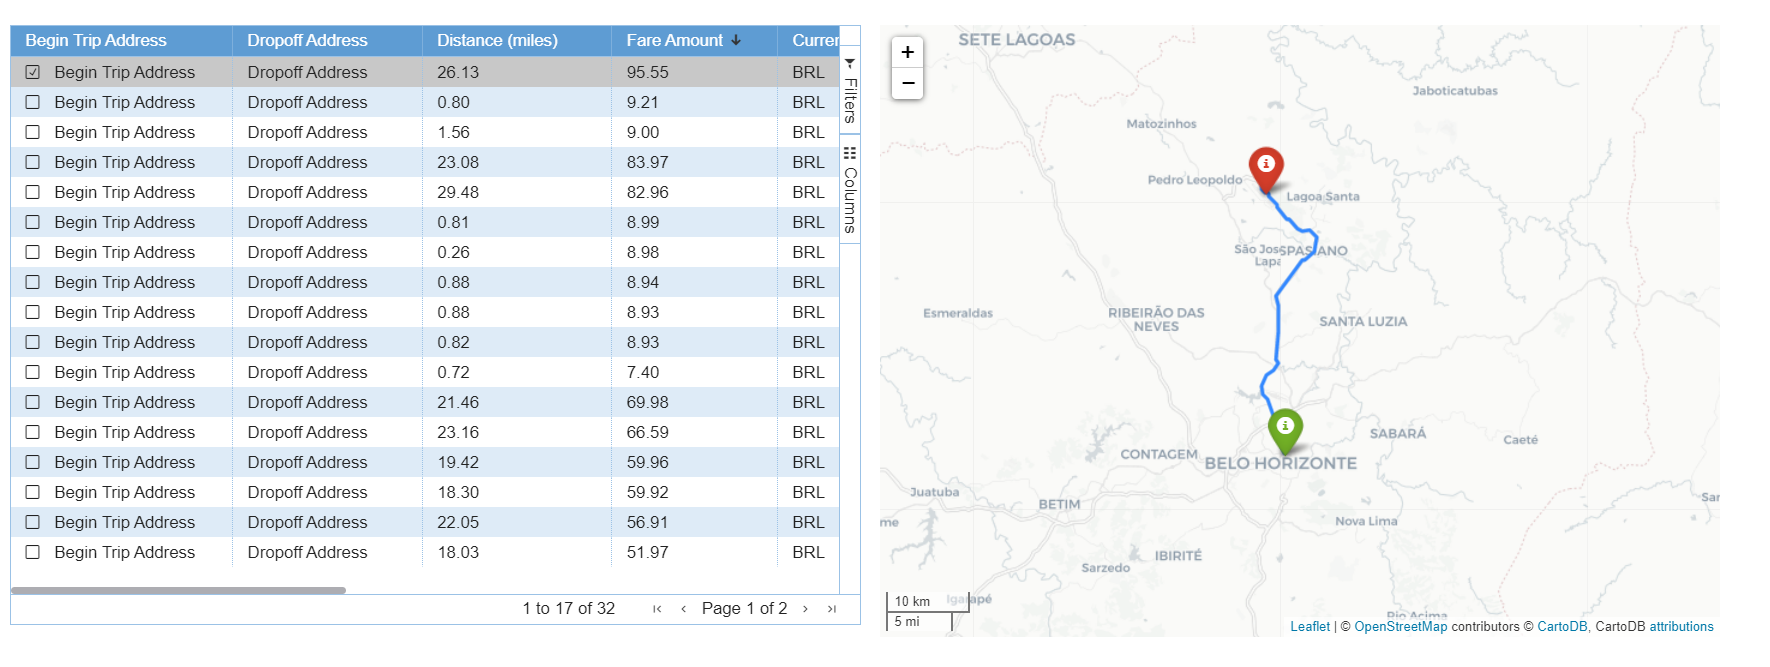 Begin Trip Address Dropoff Address Distance (miles) Fare Amount Curren
Begin Trip Address Dropoff Address 26.13 95.55 BRL
Begin Trip Address Dropoff Address 0.80 9.21 BRL
Begin Trip Address Dropoff Address 1.56 9.00 BRL
Begin Trip Address Dropoff Address 23.08 83.97 BRL
Begin Trip Address Dropoff Address 29.48 82.96 BRL
Begin Trip Address Dropoff Address 0.81 8.99 BRL
Begin Trip Address Dropoff Address 0.26 8.98 BRL
Begin Trip Address Dropoff Address 0.88 8.94 BRL
Begin Trip Address Dropoff Address 0.88 8.93 BRL
Begin Trip Address Dropoff Address 0.82 8.93 BRL
Begin Trip Address Dropoff Address 0.72 7.40 BRL
Begin Trip Address Dropoff Address 21.46 69.98 BRL
Begin Trip Address Dropoff Address 23.16 66.59 BRL
Begin Trip Address Dropoff Address 19.42 59.96 BRL
Begin Trip Address Dropoff Address 18.30 59.92 BRL
Begin Trip Address Dropoff Address 22.05 56.91 BRL
Begin Trip Address Dropoff Address 18.03 51.97 BRL
1 to 17 of 32 Page 1 of 2
Filters
Columns
+
−
SETE LAGOAS
Jaboticatubas
Matozinhos
Pedro Leopoldo
Lagoa Santa
São Jos
Lapa
SPASIANO
Esmeraldas
RIBEIRÃO DAS
NEVES
SANTA LUZIA
SABARÁ
Caeté
CONTAGEM
BELO HORIZONTE
Juatuba
BETIM
me
Nova Lima
IBIRITÉ
Sarzedo
Igarapé
Rio Acima
10 km
5 mi
Leaflet | © OpenStreetMap contributors © CartoDB, CartoDB attributions